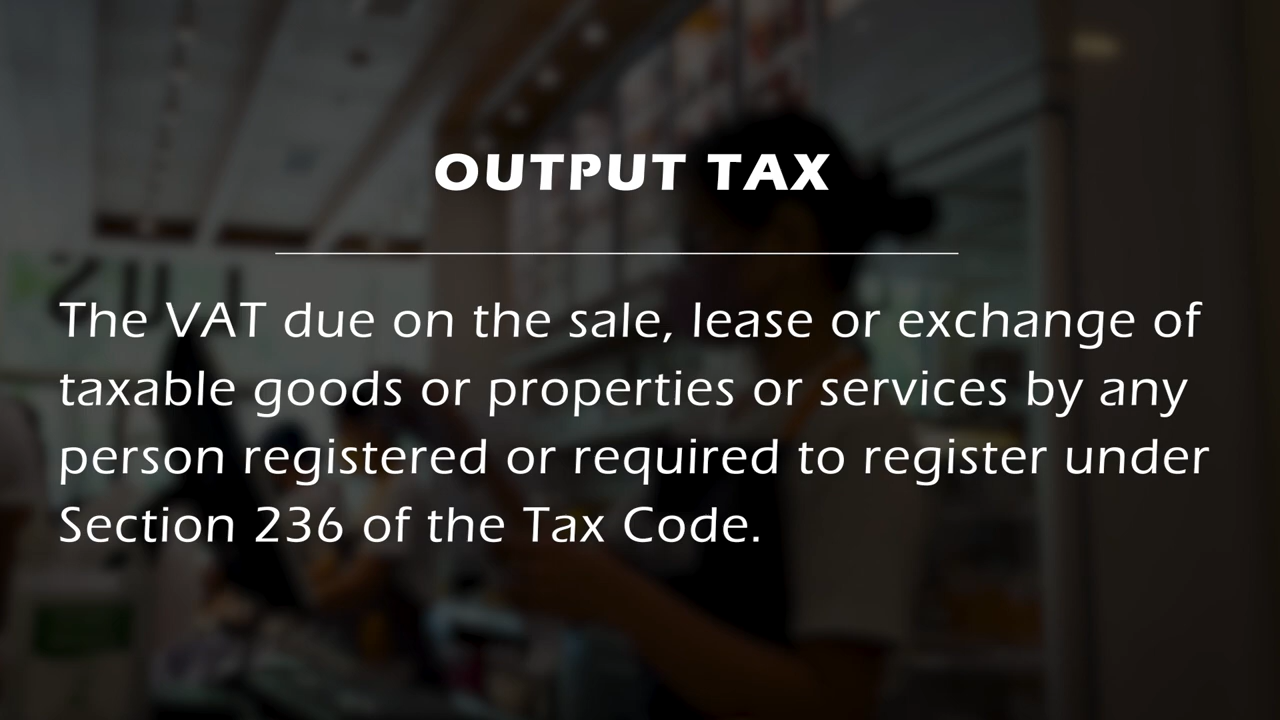 OUTPUT TAX
The VAT due on the sale, lease or exchange of
taxable goods or properties or services by any
person registered or required to register under
Section 236 of the Tax Code.